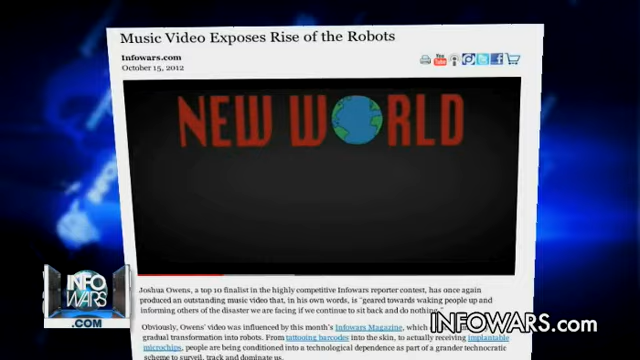 Music Video Exposes Rise of the Robots
Infowars.com
October 15, 2012
You Tube
NEW WORLD
Joshua Owens, a top 10 finalist in the highly competitive Infowars reporter contest, has once again
produced an outstanding music video that, in his own words, is "geared towards waking people up and
informing others of the disaster we are facing if we continue to sit back and do nothing."
Obviously, Owens' video was influenced by this month's Infowars Magazine, which
gradual transformation into robots. From tattooing barcodes into the skin, to actually receiving implantable
microchips, people are being conditioned into a technological dependence as part of a grander technocratic
scheme to surveil, track and dominate us.
INFO
WARS
.COM
INFOWARS.com